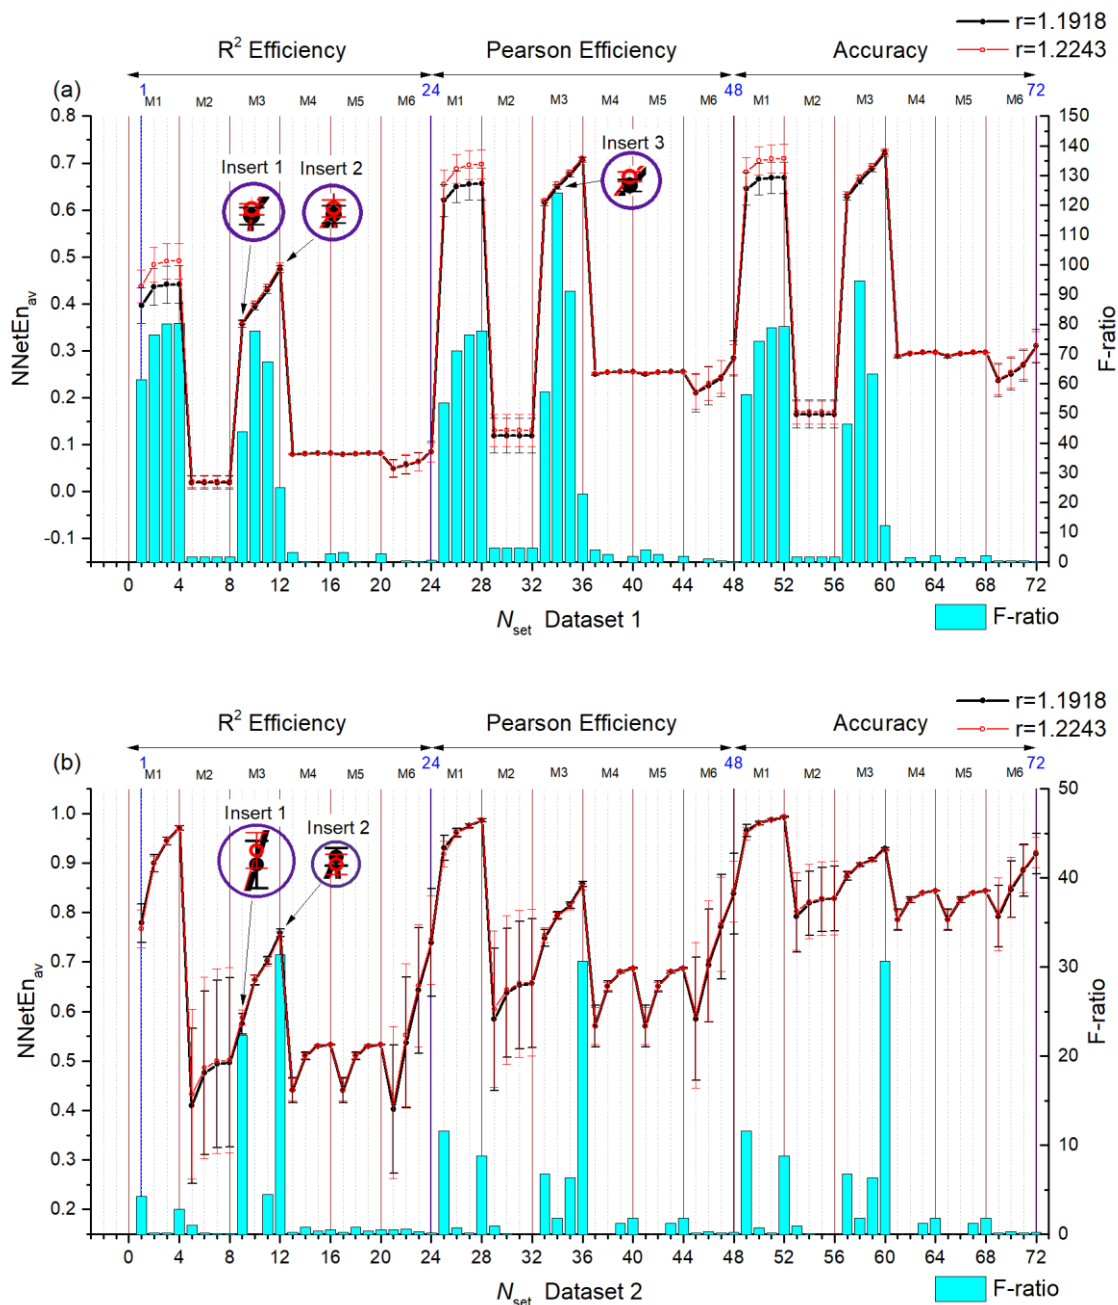 r=1.1918
r=1.2243
R² Efficiency Pearson Efficiency Accuracy
(a) 1 24 48 72
M1 M2 M3 M4 M5 M6 M1 M2 M3 M4 M5 M6 M1 M2 M3 M4 M5 M6
Insert 1 Insert 2 Insert 3
0.8
0.7
0.6
0.5
0.4
0.3
0.2
0.1
0.0
-0.1
NNetEn_av
150
140
130
120
110
100
90
80
70
60
50
40
30
20
10
0
F-ratio
0 4 8 12 16 20 24 28 32 36 40 44 48 52 56 60 64 68 72
N_set Dataset 1
F-ratio
r=1.1918
r=1.2243
R² Efficiency Pearson Efficiency Accuracy
(b) 1 24 48 72
M1 M2 M3 M4 M5 M6 M1 M2 M3 M4 M5 M6 M1 M2 M3 M4 M5 M6
Insert 1 Insert 2
1.0
0.9
0.8
0.7
0.6
0.5
0.4
0.3
0.2
NNetEn_av
50
40
30
20
10
0
F-ratio
0 4 8 12 16 20 24 28 32 36 40 44 48 52 56 60 64 68 72
N_set Dataset 2
F-ratio